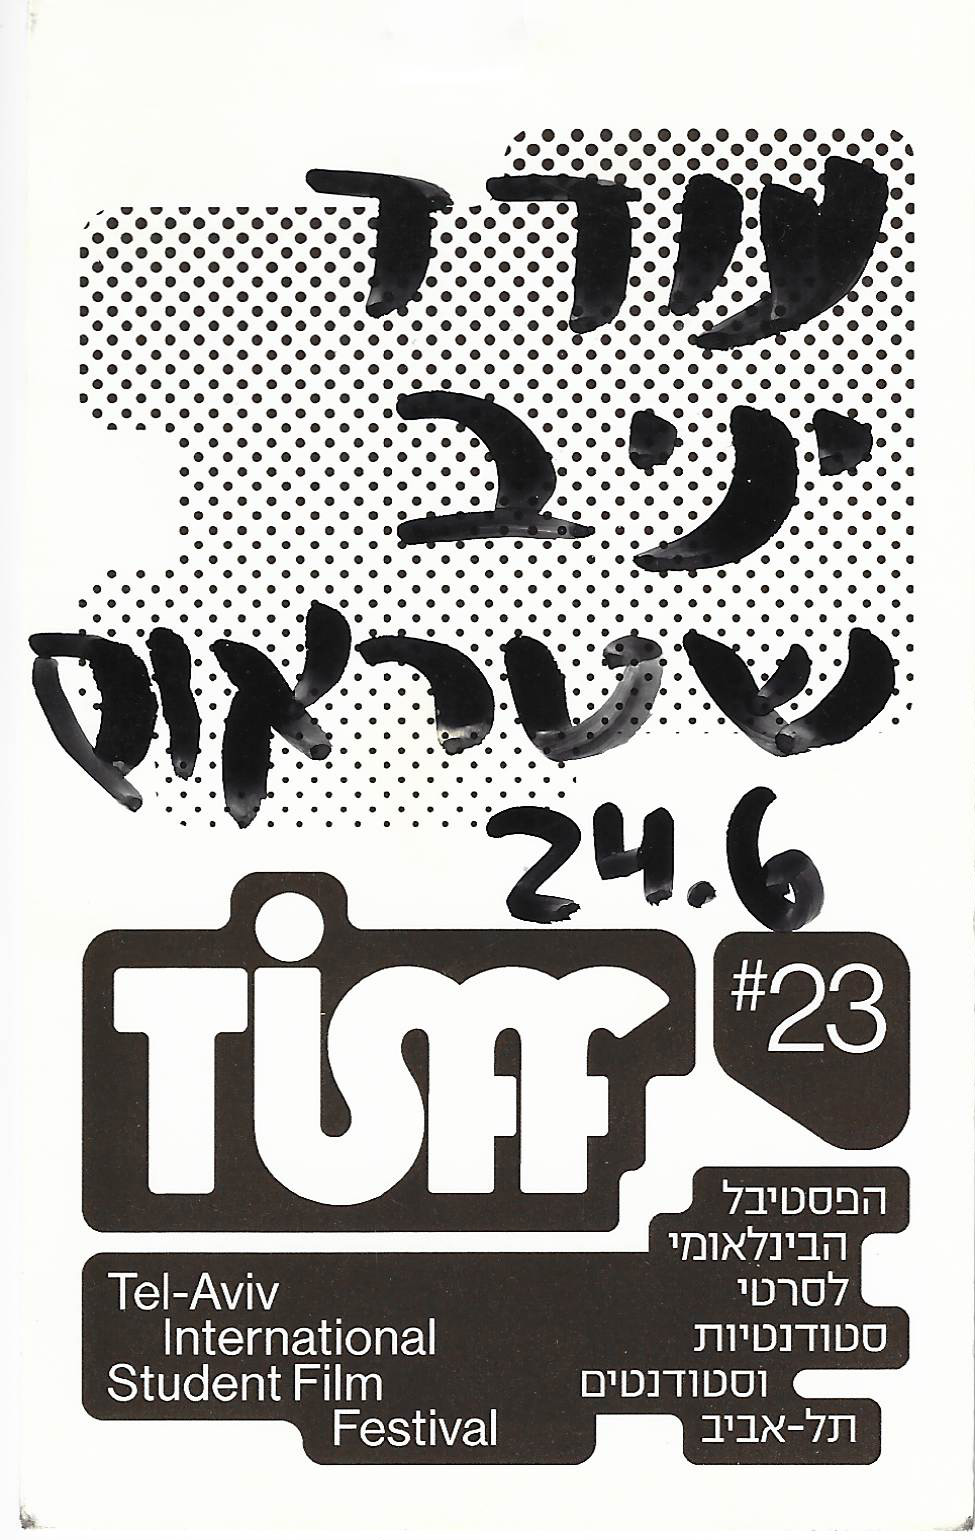 עודד
יניב
שטראוס
24.6
TiSFF
#23
הפסטיבל
הבינלאומי
לסרטי
סטודנטיות
וסטודנטים
תל-אביב
Tel-Aviv
International
Student Film
Festival